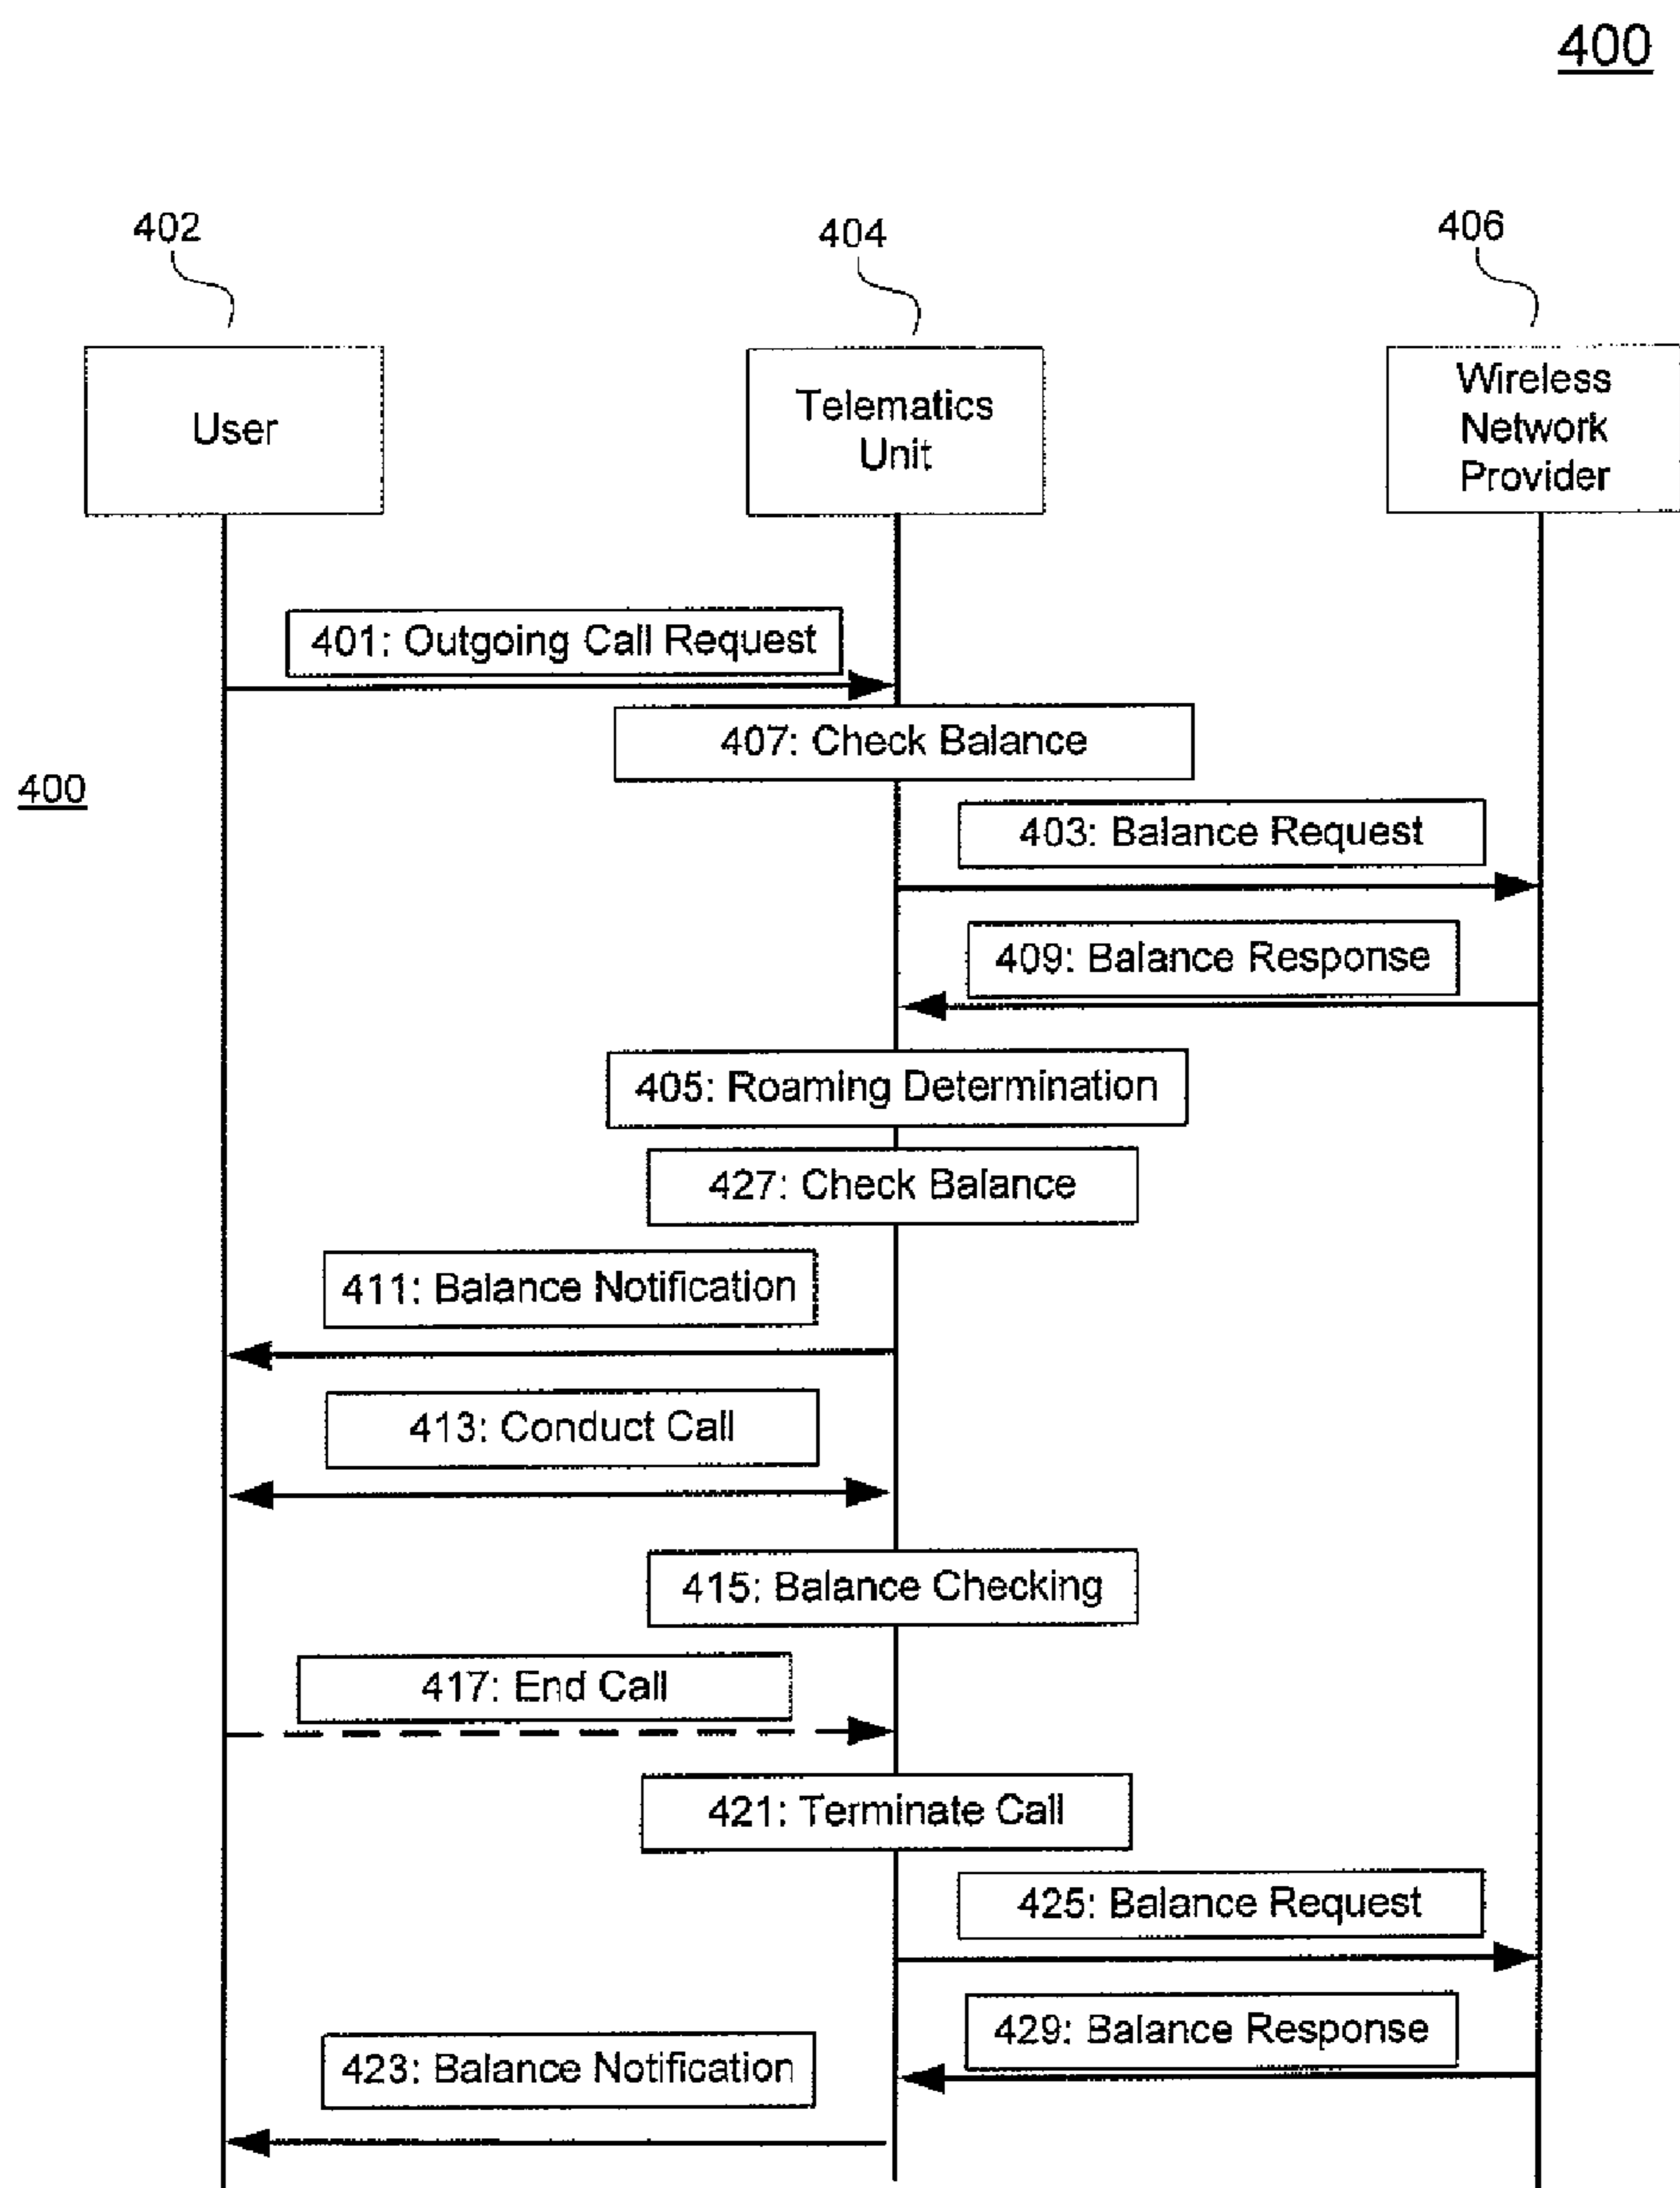 400
402
404
406
User
Telematics
Unit
Wireless
Network
Provider
401: Outgoing Call Request
407: Check Balance
400
403: Balance Request
409: Balance Response
405: Roaming Determination
427: Check Balance
411: Balance Notification
413: Conduct Call
415: Balance Checking
417: End Call
421: Terminate Call
425: Balance Request
429: Balance Response
423: Balance Notification